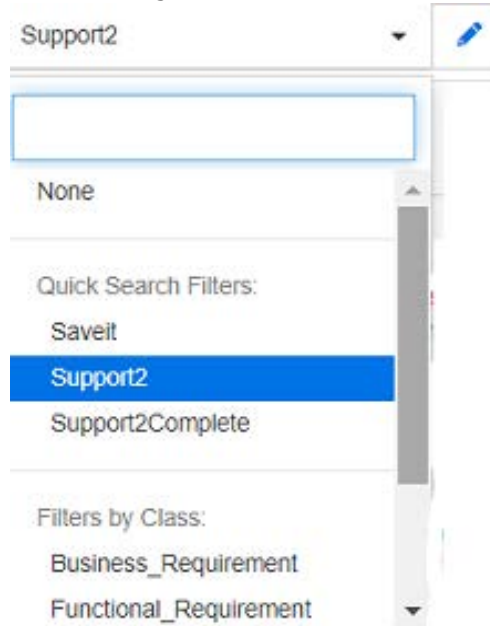 Support2
None
Quick Search Filters:
Saveit
Support2
Support2Complete
Filters by Class:
Business_Requirement
Functional_Requirement